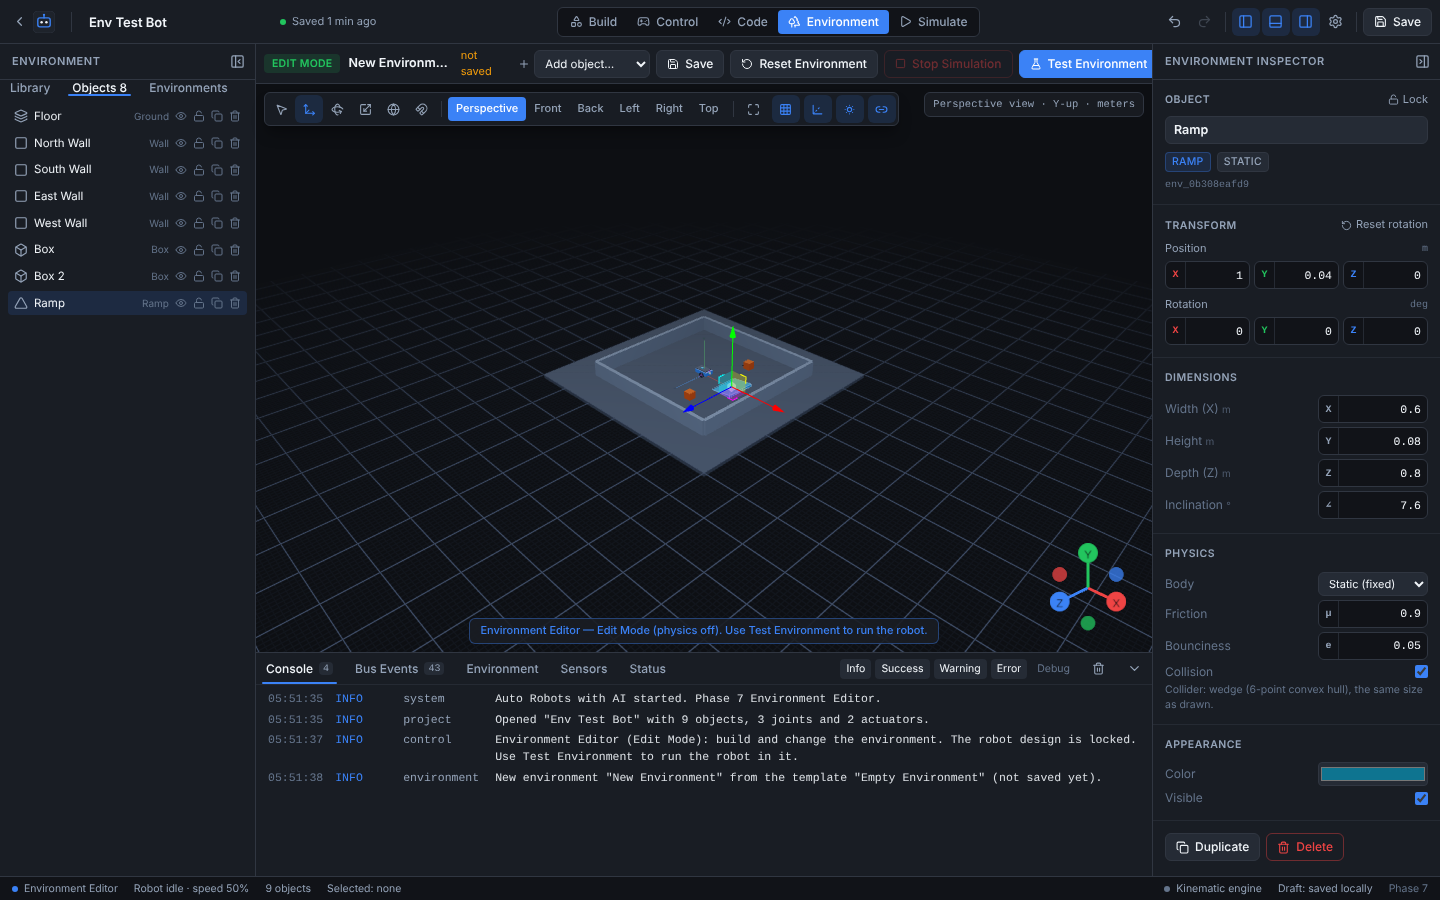 Env Test Bot
Saved 1 min ago
Build
Control
Code
Environment
Simulate
Save
ENVIRONMENT
Library
Objects 8
Environments
Floor Ground
North Wall Wall
South Wall Wall
East Wall Wall
West Wall Wall
Box Box
Box 2 Box
Ramp Ramp
EDIT MODE
New Environm...
not
saved
Add object...
Save
Reset Environment
Stop Simulation
Test Environment
Perspective
Front
Back
Left
Right
Top
Perspective view · Y-up · meters
Y
Z
X
Environment Editor — Edit Mode (physics off). Use Test Environment to run the robot.
Console 4
Bus Events 43
Environment
Sensors
Status
Info
Success
Warning
Error
Debug
05:51:35 INFO system Auto Robots with AI started. Phase 7 Environment Editor.
05:51:35 INFO project Opened "Env Test Bot" with 9 objects, 3 joints and 2 actuators.
05:51:37 INFO control Environment Editor (Edit Mode): build and change the environment. The robot design is locked.
Use Test Environment to run the robot in it.
05:51:38 INFO environment New environment "New Environment" from the template "Empty Environment" (not saved yet).
ENVIRONMENT INSPECTOR
OBJECT
Lock
Ramp
RAMP
STATIC
env_0b308eafd9
TRANSFORM
Reset rotation
Position m
X 1 Y 0.04 Z 0
Rotation deg
X 0 Y 0 Z 0
DIMENSIONS
Width (X) m X 0.6
Height m Y 0.08
Depth (Z) m Z 0.8
Inclination ° ∠ 7.6
PHYSICS
Body Static (fixed)
Friction μ 0.9
Bounciness e 0.05
Collision
Collider: wedge (6-point convex hull), the same size
as drawn.
APPEARANCE
Color
Visible
Duplicate
Delete
Environment Editor
Robot idle · speed 50%
9 objects
Selected: none
Kinematic engine
Draft: saved locally
Phase 7